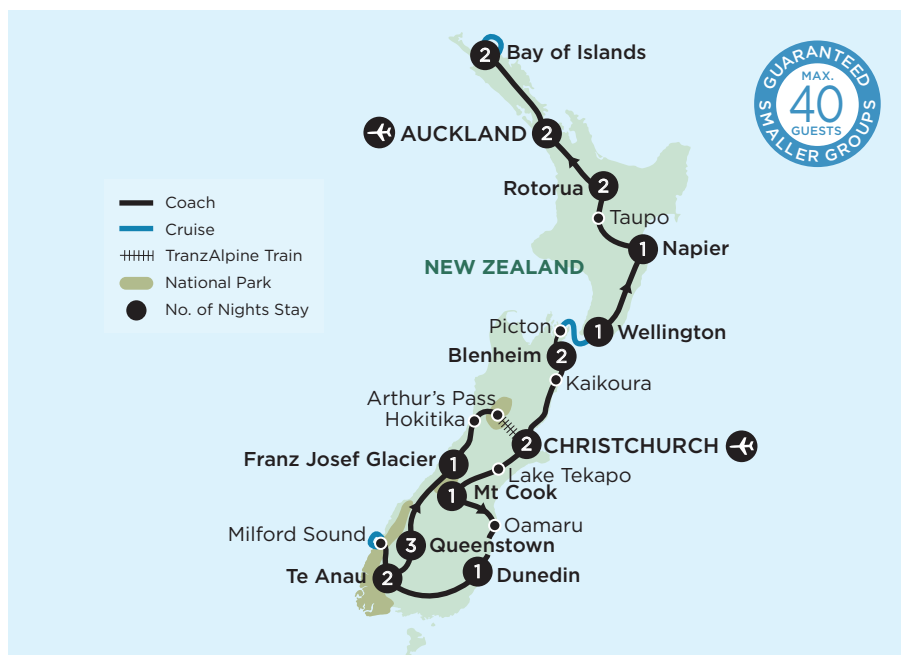 GUARANTEED
MAX.
40
GUESTS
SMALLER GROUPS
2 Bay of Islands
AUCKLAND 2
Rotorua 2
Taupo
1 Napier
NEW ZEALAND
Coach
Cruise
TranzAlpine Train
National Park
No. of Nights Stay
Picton
1 Wellington
Blenheim 2
Kaikoura
Arthur's Pass
Hokitika
2 CHRISTCHURCH
Franz Josef Glacier 1
Lake Tekapo
1 Mt Cook
Oamaru
Milford Sound
3 Queenstown
Te Anau 2
1 Dunedin